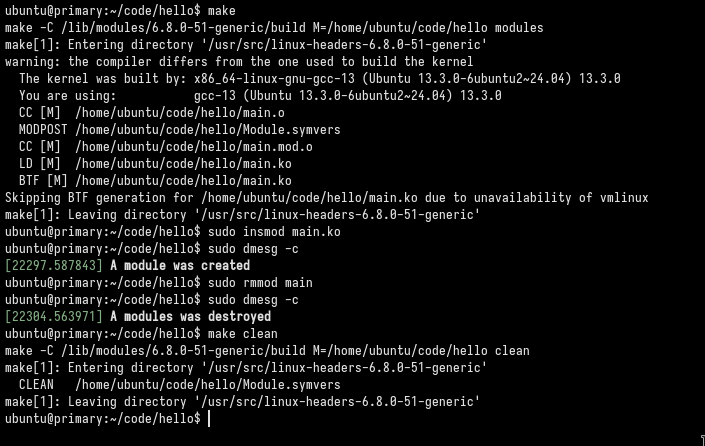 ubuntu@primary:~/code/hello$ make
make -C /lib/modules/6.8.0-51-generic/build M=/home/ubuntu/code/hello modules
make[1]: Entering directory '/usr/src/linux-headers-6.8.0-51-generic'
warning: the compiler differs from the one used to build the kernel
  The kernel was built by: x86_64-linux-gnu-gcc-13 (Ubuntu 13.3.0-6ubuntu2~24.04) 13.3.0
  You are using:           gcc-13 (Ubuntu 13.3.0-6ubuntu2~24.04) 13.3.0
  CC [M]  /home/ubuntu/code/hello/main.o
  MODPOST /home/ubuntu/code/hello/Module.symvers
  CC [M]  /home/ubuntu/code/hello/main.mod.o
  LD [M]  /home/ubuntu/code/hello/main.ko
  BTF [M] /home/ubuntu/code/hello/main.ko
Skipping BTF generation for /home/ubuntu/code/hello/main.ko due to unavailability of vmlinux
make[1]: Leaving directory '/usr/src/linux-headers-6.8.0-51-generic'
ubuntu@primary:~/code/hello$ sudo insmod main.ko
ubuntu@primary:~/code/hello$ sudo dmesg -c
[22297.587843] A module was created
ubuntu@primary:~/code/hello$ sudo rmmod main
ubuntu@primary:~/code/hello$ sudo dmesg -c
[22304.563971] A modules was destroyed
ubuntu@primary:~/code/hello$ make clean
make -C /lib/modules/6.8.0-51-generic/build M=/home/ubuntu/code/hello clean
make[1]: Entering directory '/usr/src/linux-headers-6.8.0-51-generic'
  CLEAN   /home/ubuntu/code/hello/Module.symvers
make[1]: Leaving directory '/usr/src/linux-headers-6.8.0-51-generic'
ubuntu@primary:~/code/hello$